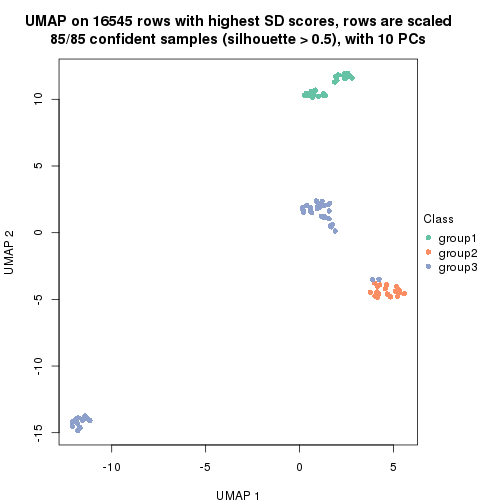 UMAP on 16545 rows with highest SD scores, rows are scaled
85/85 confident samples (silhouette > 0.5), with 10 PCs
10
5
0
-5
-10
-15
UMAP 2
-10
-5
0
5
UMAP 1
Class
group1
group2
group3